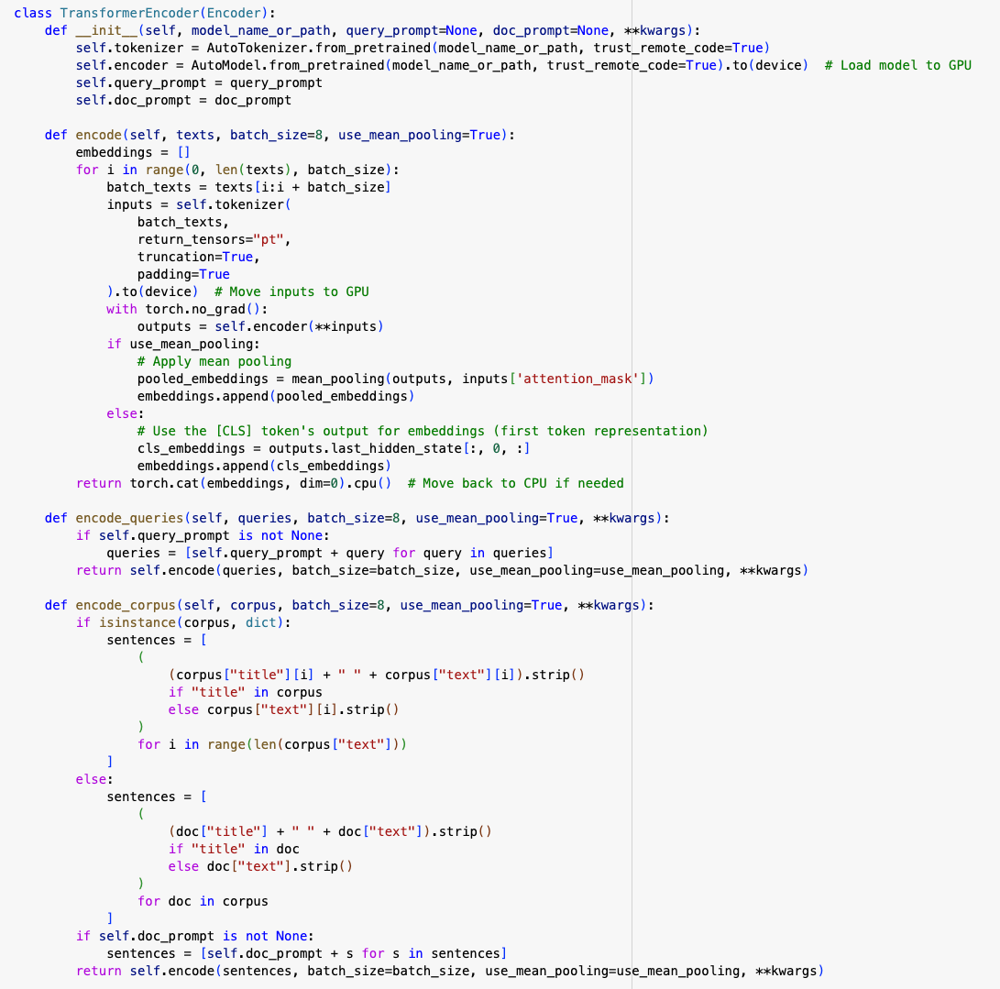 class TransformerEncoder(Encoder):
    def __init__(self, model_name_or_path, query_prompt=None, doc_prompt=None, **kwargs):
        self.tokenizer = AutoTokenizer.from_pretrained(model_name_or_path, trust_remote_code=True)
        self.encoder = AutoModel.from_pretrained(model_name_or_path, trust_remote_code=True).to(device)  # Load model to GPU
        self.query_prompt = query_prompt
        self.doc_prompt = doc_prompt

    def encode(self, texts, batch_size=8, use_mean_pooling=True):
        embeddings = []
        for i in range(0, len(texts), batch_size):
            batch_texts = texts[i:i + batch_size]
            inputs = self.tokenizer(
                batch_texts,
                return_tensors="pt",
                truncation=True,
                padding=True
            ).to(device)  # Move inputs to GPU
            with torch.no_grad():
                outputs = self.encoder(**inputs)
            if use_mean_pooling:
                # Apply mean pooling
                pooled_embeddings = mean_pooling(outputs, inputs['attention_mask'])
                embeddings.append(pooled_embeddings)
            else:
                # Use the [CLS] token's output for embeddings (first token representation)
                cls_embeddings = outputs.last_hidden_state[:, 0, :]
                embeddings.append(cls_embeddings)
        return torch.cat(embeddings, dim=0).cpu()  # Move back to CPU if needed

    def encode_queries(self, queries, batch_size=8, use_mean_pooling=True, **kwargs):
        if self.query_prompt is not None:
            queries = [self.query_prompt + query for query in queries]
        return self.encode(queries, batch_size=batch_size, use_mean_pooling=use_mean_pooling, **kwargs)

    def encode_corpus(self, corpus, batch_size=8, use_mean_pooling=True, **kwargs):
        if isinstance(corpus, dict):
            sentences = [
                (
                    (corpus["title"][i] + " " + corpus["text"][i]).strip()
                    if "title" in corpus
                    else corpus["text"][i].strip()
                )
                for i in range(len(corpus["text"]))
            ]
        else:
            sentences = [
                (
                    (doc["title"] + " " + doc["text"]).strip()
                    if "title" in doc
                    else doc["text"].strip()
                )
                for doc in corpus
            ]
        if self.doc_prompt is not None:
            sentences = [self.doc_prompt + s for s in sentences]
        return self.encode(sentences, batch_size=batch_size, use_mean_pooling=use_mean_pooling, **kwargs)